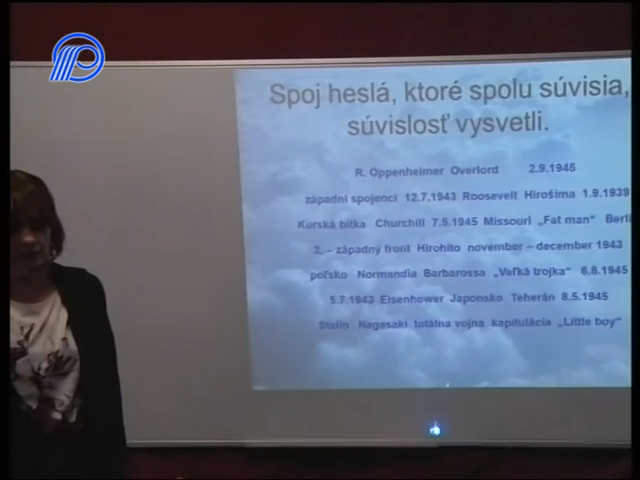 Spoj heslá, ktoré spolu súvisia,
súvislosť vysvetli.
R. Oppenheimer Overlord 2.9.1945
západní spojenci 12.7.1943 Roosevelt Hirošima 1.9.1939
Kurská bitka Churchill 7.5.1945 Missouri „Fat man“ Berlí
2. – západný front Hirohito november – december 1943
poľsko Normandia Barbarossa „Veľká trojka“ 6.8.1945
5.7.1943 Eisenhower Japonsko Teherán 8.5.1945
Stalin Nagasaki totálna vojna kapitulácia „Little boy“